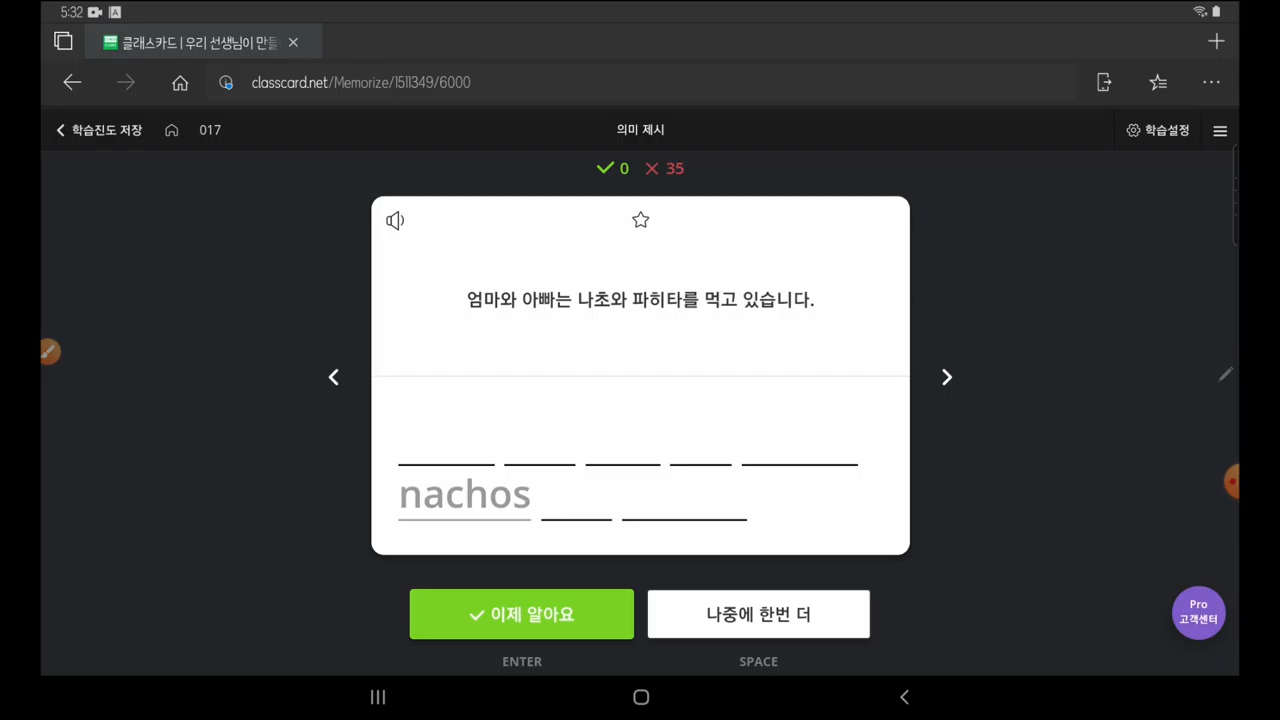 5:32
클래스카드 | 우리 선생님이 만들
classcard.net/Memorize/1511349/6000
학습진도 저장 017 의미 제시 학습설정
0 35
엄마와 아빠는 나초와 파히타를 먹고 있습니다.
nachos
이제 알아요 나중에 한번 더
ENTER SPACE
Pro
고객센터